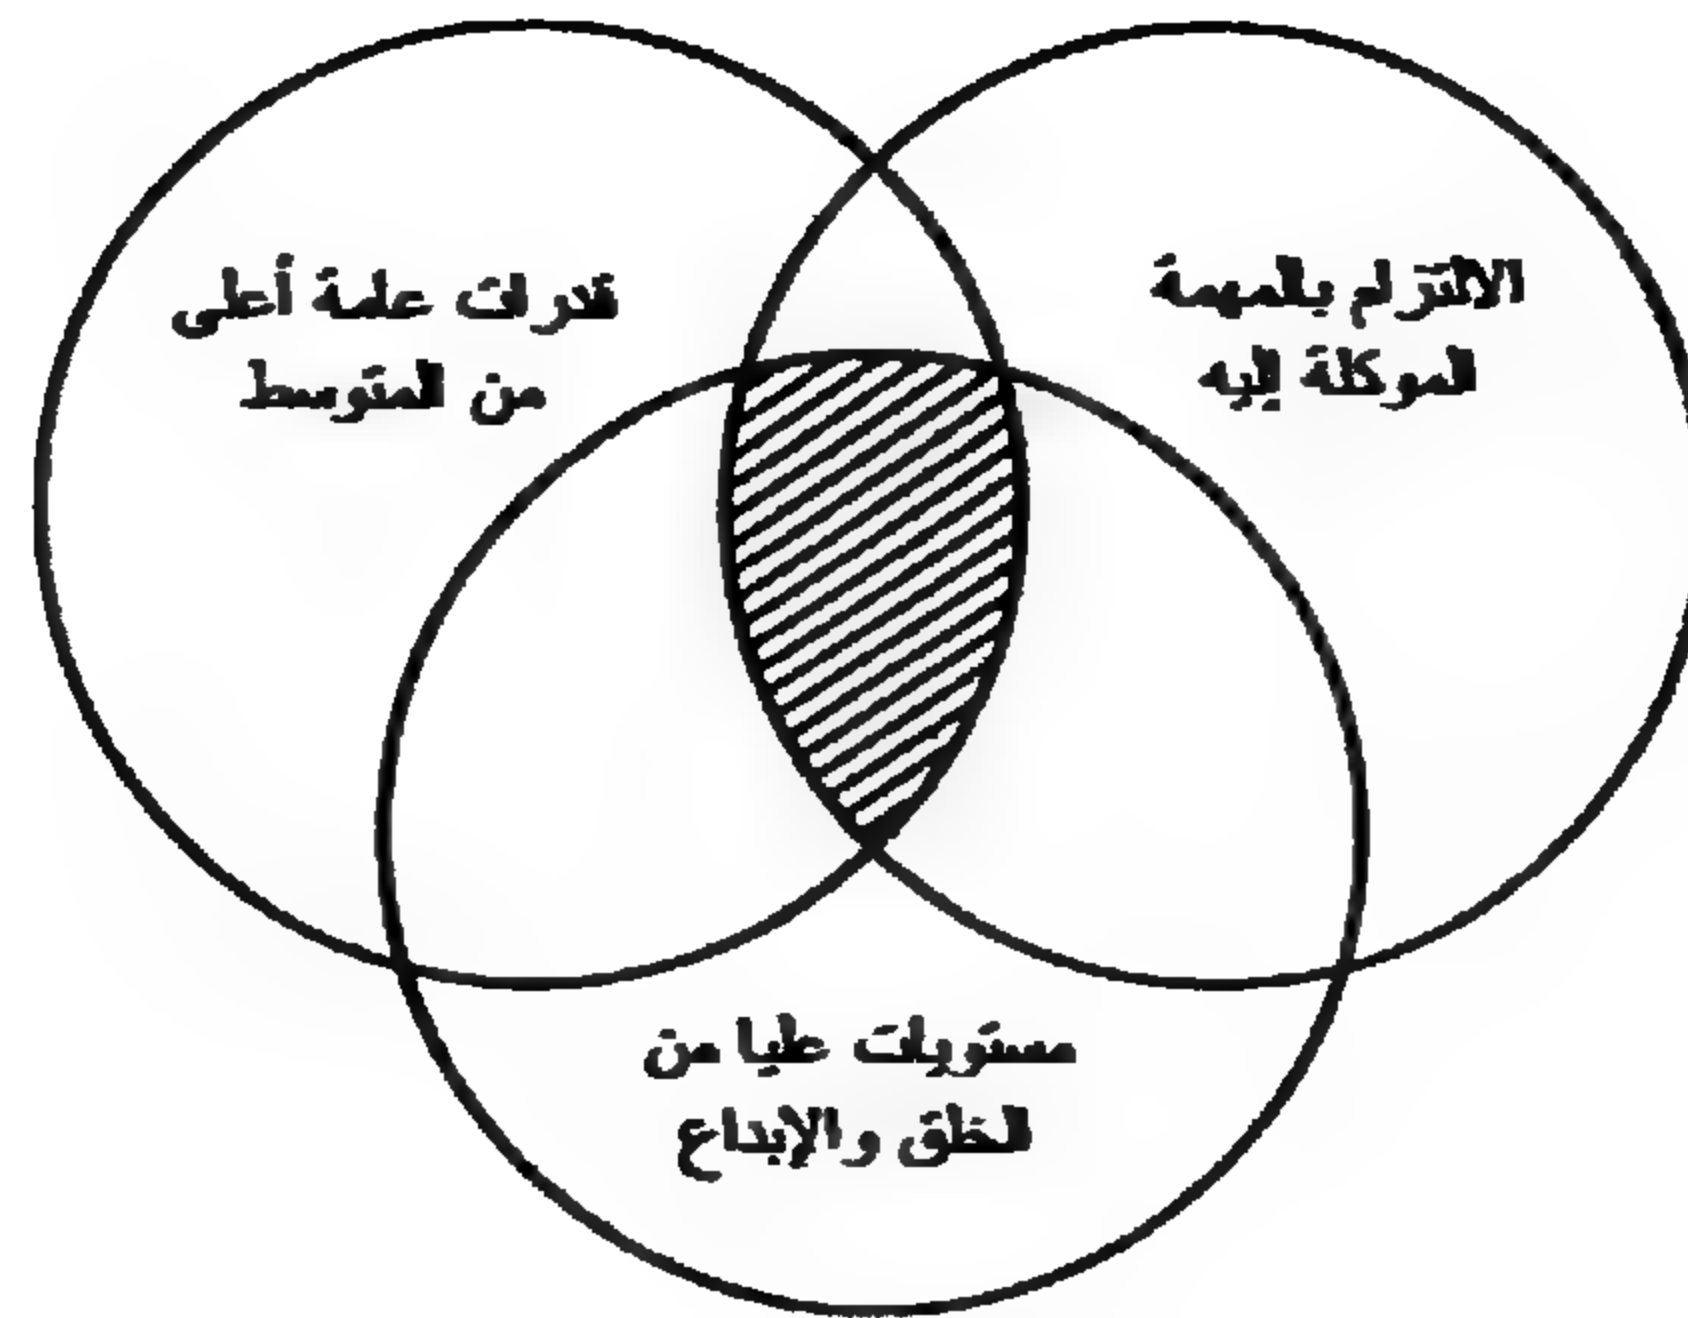 الالتزام بالمهمة
الموكلة إليه
قدرات عامة أعلى
من المتوسط
مستويات عليا من
الخلق والإبداع